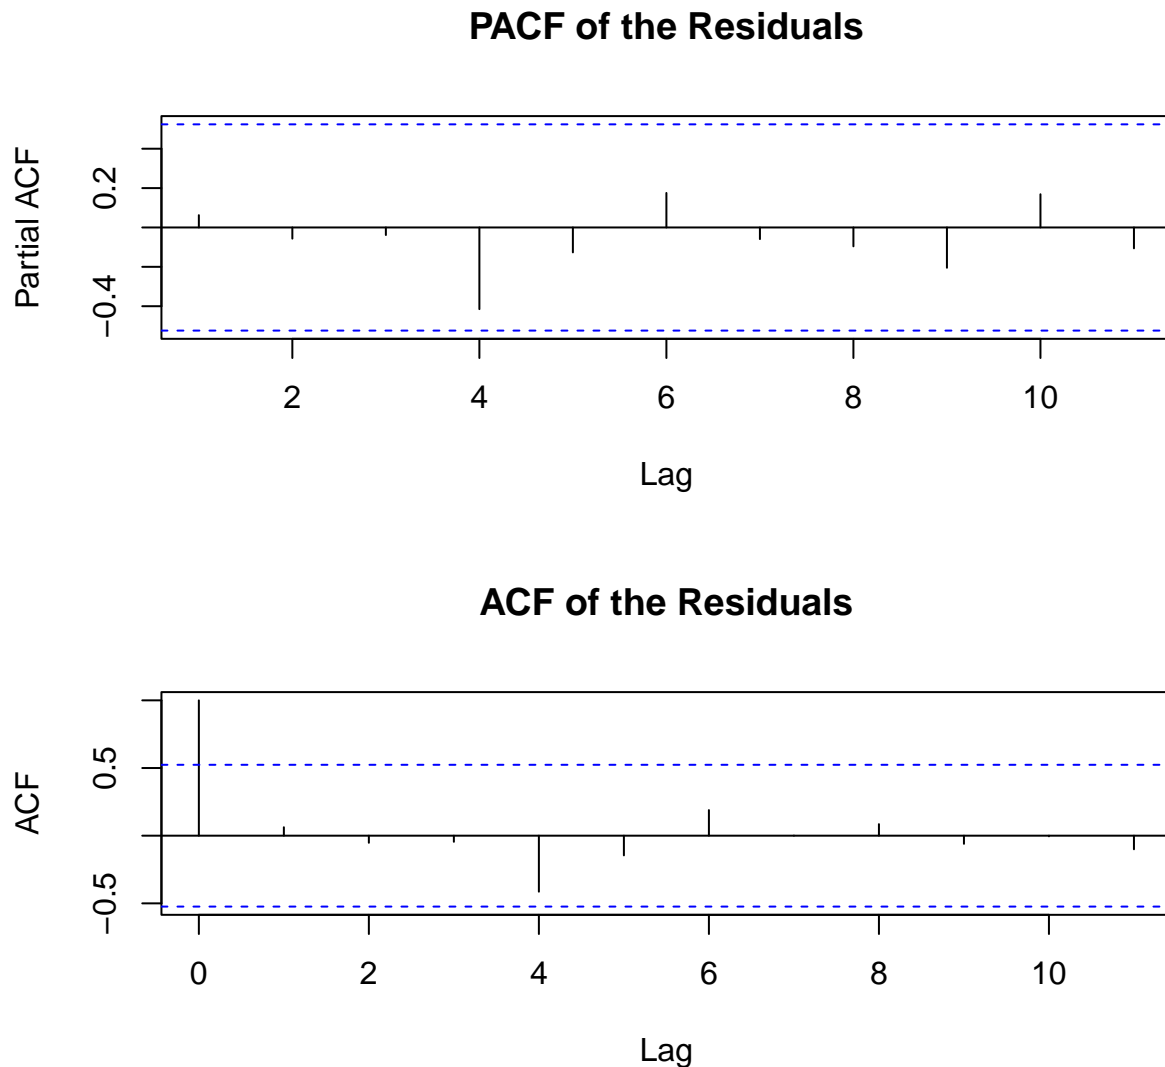 PACF of the Residuals
Partial ACF
0.2
−0.4
2 4 6 8 10
Lag
ACF of the Residuals
ACF
0.5
−0.5
0 2 4 6 8 10
Lag